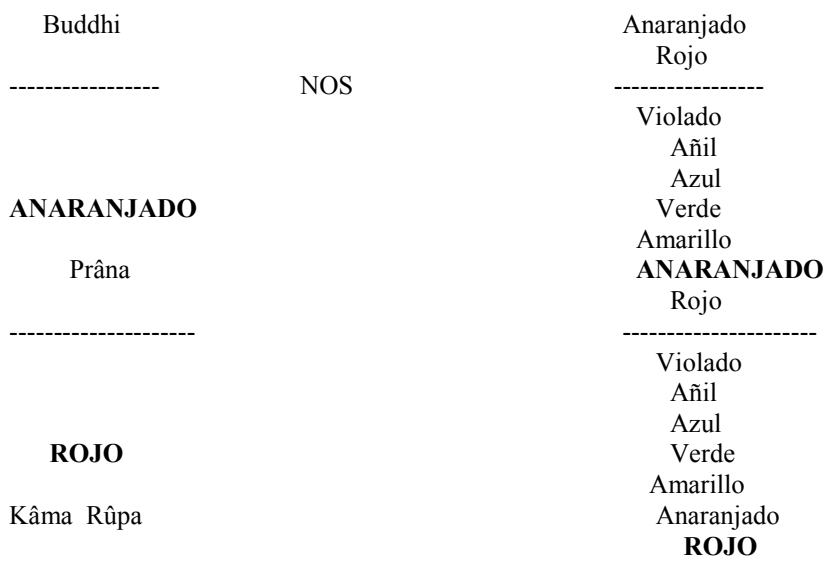 Buddhi Anaranjado
Rojo
----------------- NOS -----------------
Violado
Añil
Azul
ANARANJADO Verde
Amarillo
Prâna ANARANJADO
Rojo
--------------------- ----------------------
Violado
Añil
Azul
ROJO Verde
Amarillo
Kâma Rûpa Anaranjado
ROJO